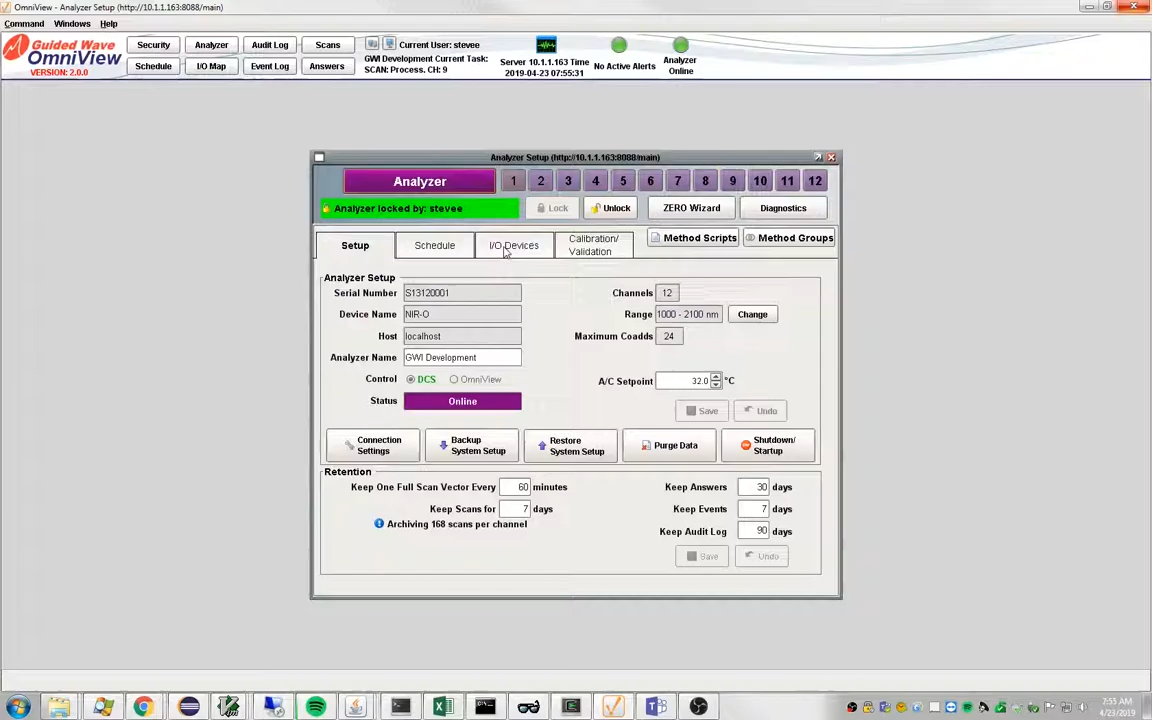 OmniView - Analyzer Setup (http://10.1.1.163:8088/main)
Command Windows Help
Guided Wave
OmniView
VERSION: 2.0.0
Security Analyzer Audit Log Scans
Schedule I/O Map Event Log Answers
Current User: stevee
GWI Development Current Task:
SCAN: Process. CH: 9
Server 10.1.1.163 Time
2019-04-23 07:55:31
No Active Alerts
Analyzer
Online
Analyzer Setup (http://10.1.1.163:8088/main)
Analyzer 1 2 3 4 5 6 7 8 9 10 11 12
Analyzer locked by: stevee Lock Unlock ZERO Wizard Diagnostics
Setup Schedule I/O Devices
Calibration/
Validation
Method Scripts Method Groups
Analyzer Setup
Serial Number S13120001 Channels 12
Device Name NIR-O Range 1000 - 2100 nm Change
Host localhost Maximum Coadds 24
Analyzer Name GWI Development
Control DCS OmniView A/C Setpoint 32.0 °C
Status Online Save Undo
Connection
Settings
Backup
System Setup
Restore
System Setup
Purge Data
Shutdown/
Startup
Retention
Keep One Full Scan Vector Every 60 minutes Keep Answers 30 days
Keep Scans for 7 days Keep Events 7 days
Archiving 168 scans per channel Keep Audit Log 90 days
Save Undo
7:55 AM
4/23/2019